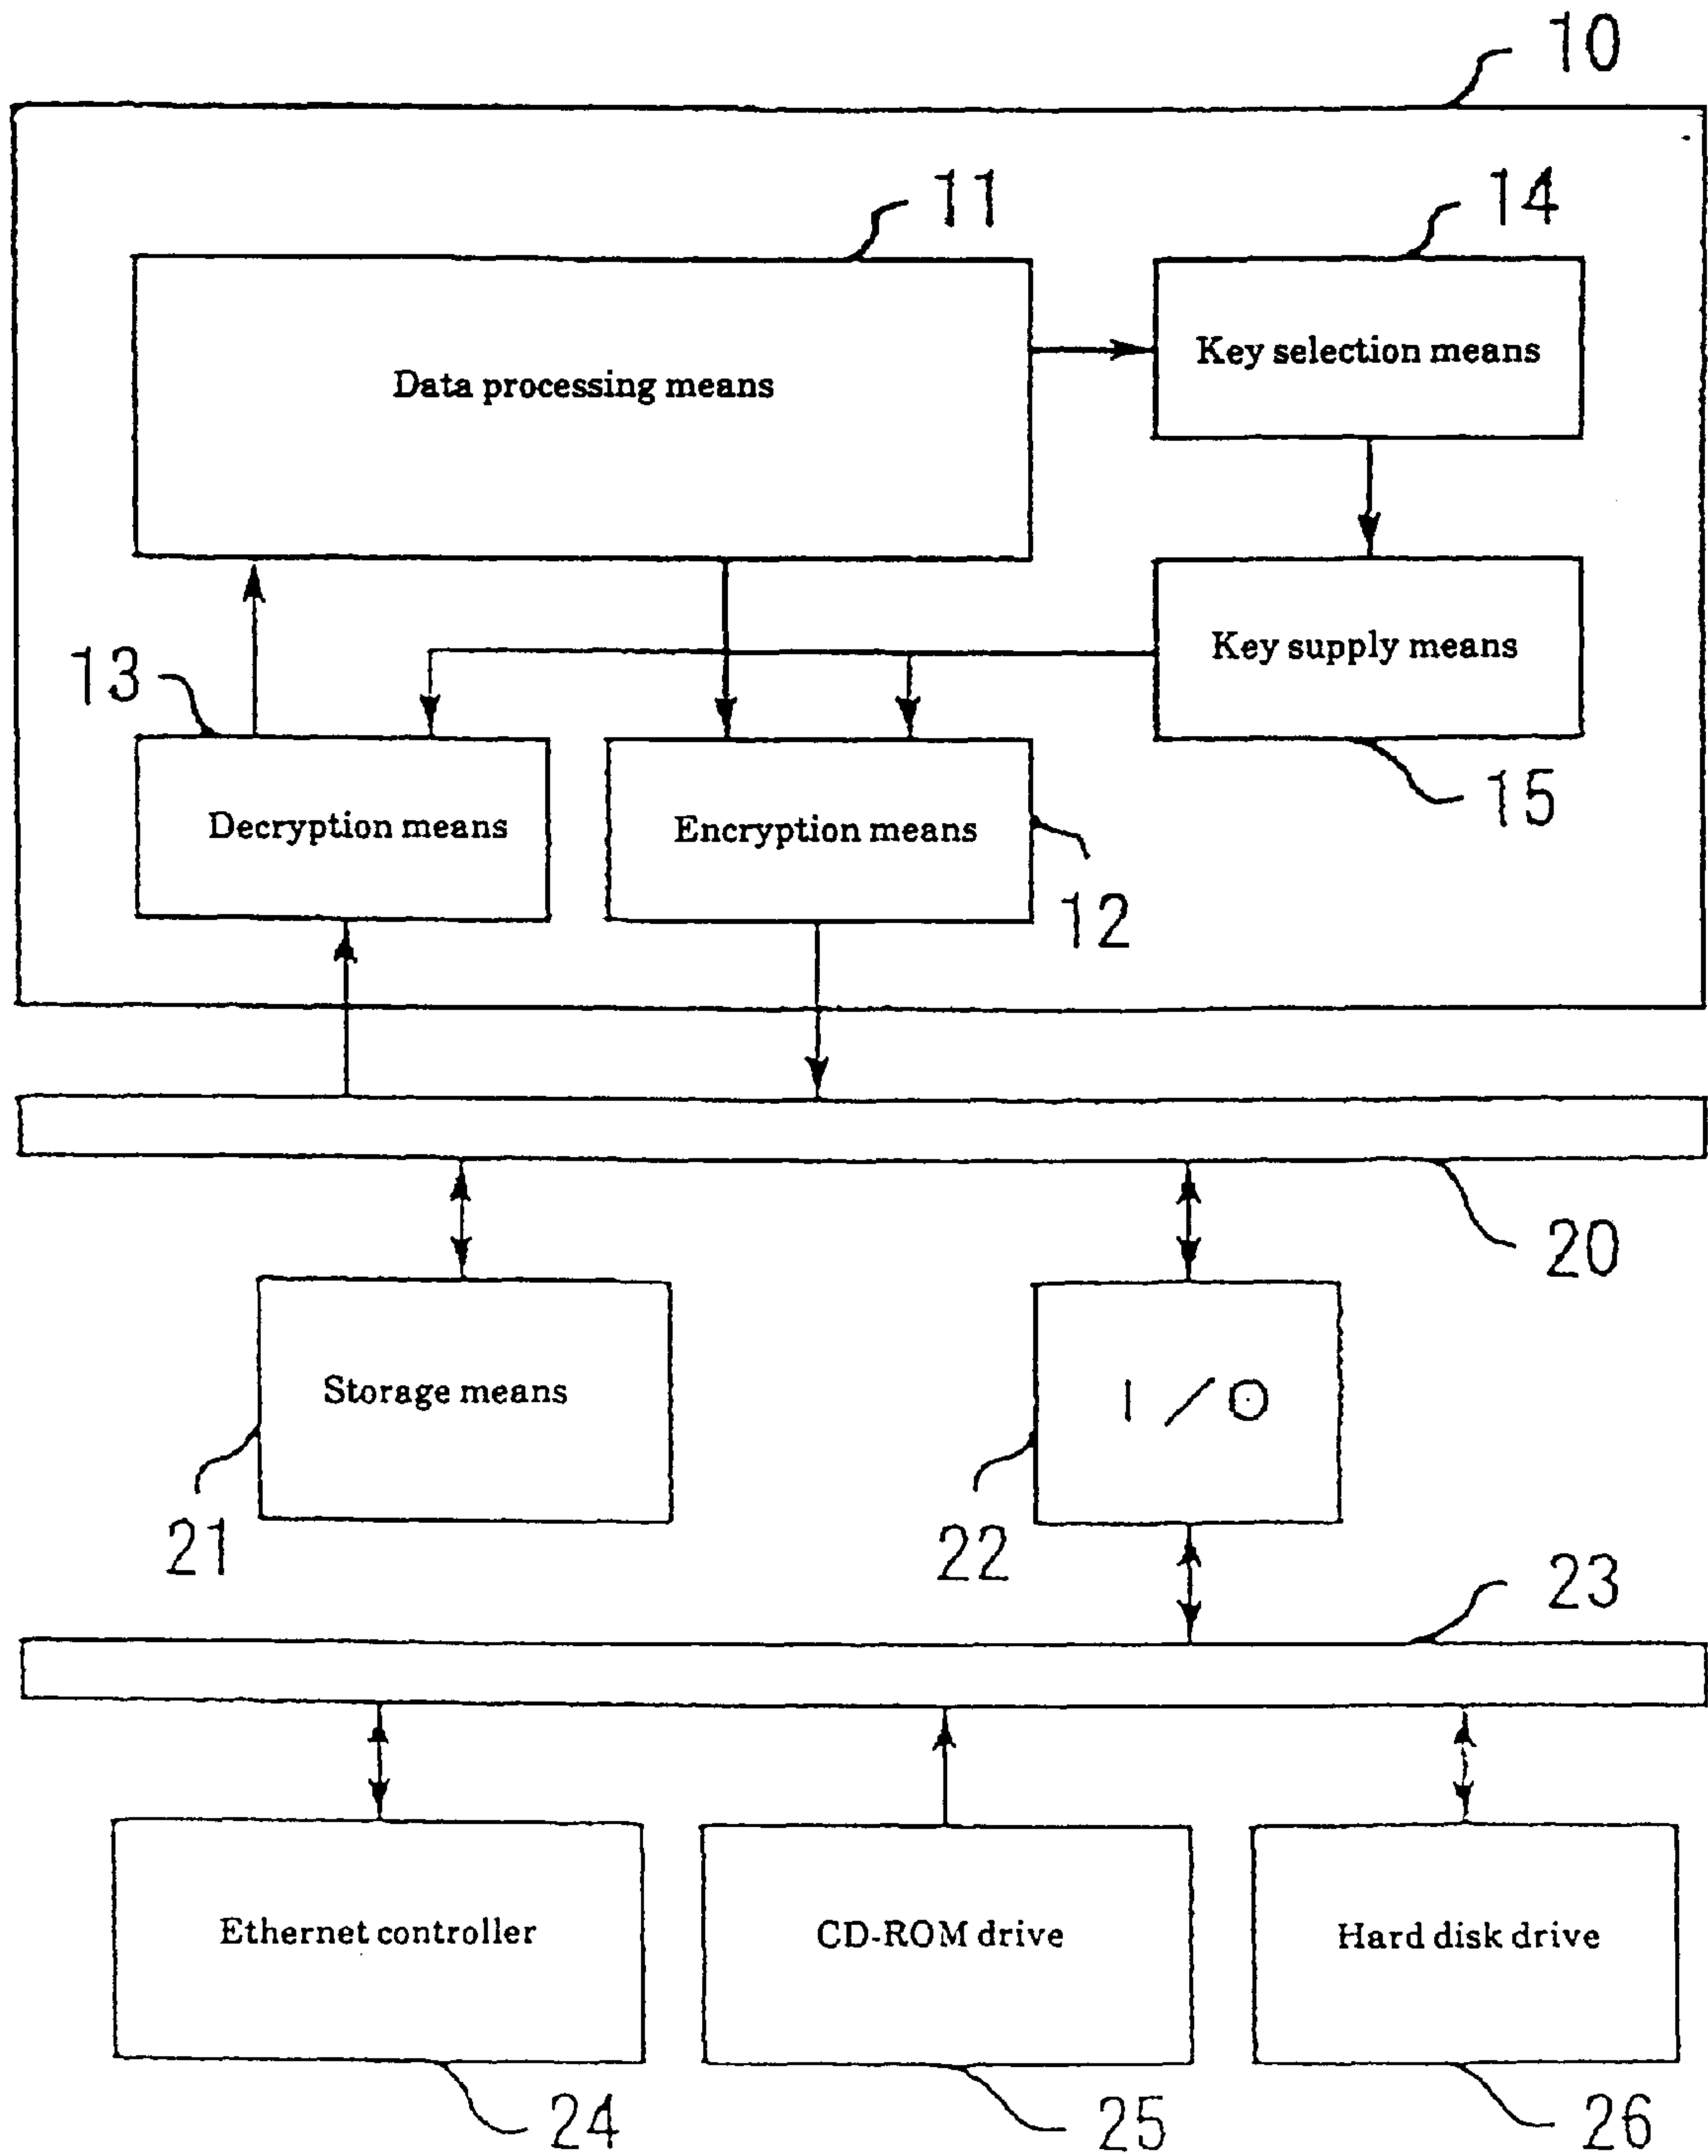 10
11
14
Data processing means
Key selection means
Key supply means
13
15
Decryption means
Encryption means
12
20
Storage means
I/O
21
22
23
Ethernet controller
CD-ROM drive
Hard disk drive
24
25
26